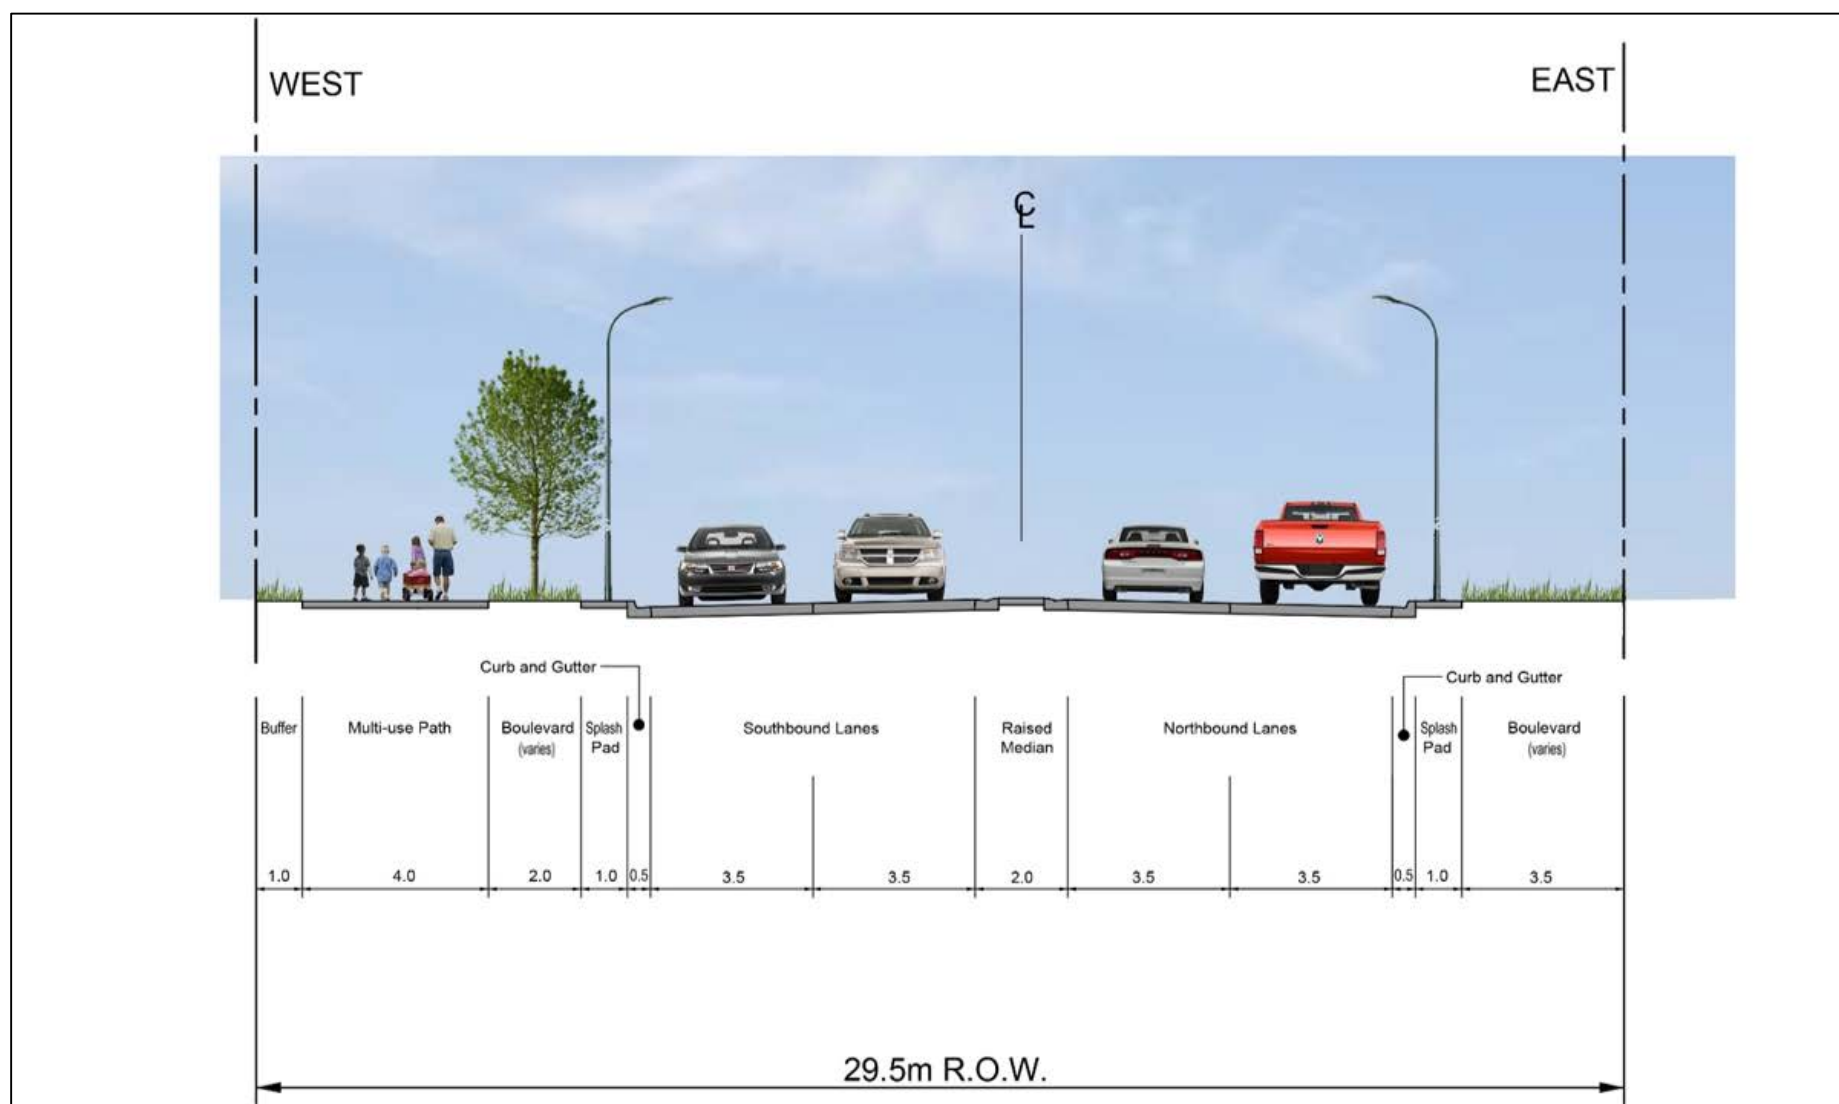 WEST
EAST
CL
Curb and Gutter
Curb and Gutter
Buffer
Multi-use Path
Boulevard
(varies)
Splash
Pad
Southbound Lanes
Raised
Median
Northbound Lanes
Splash
Pad
Boulevard
(varies)
1.0 4.0 2.0 1.0 0.5 3.5 3.5 2.0 3.5 3.5 0.5 1.0 3.5
29.5m R.O.W.